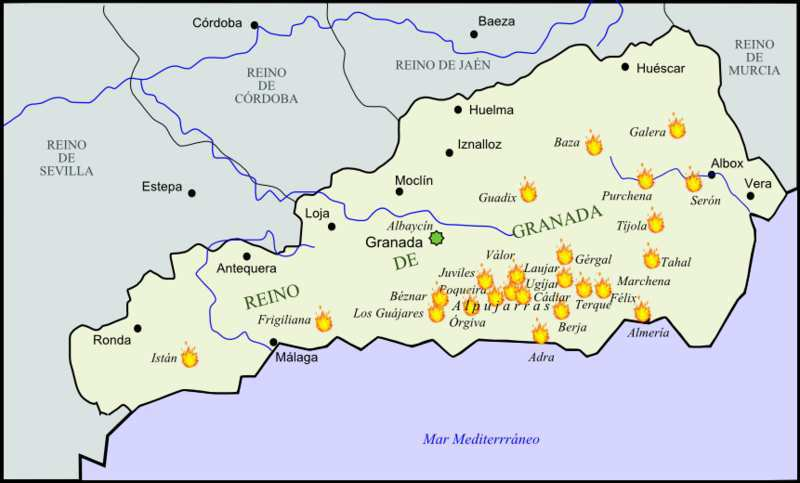 Córdoba
Baeza
REINO
DE
MURCIA
REINO DE JAÉN
REINO
DE
CÓRDOBA
Huéscar
Huelma
REINO
DE
SEVILLA
Galera
Baza
Iznalloz
Albox
Moclín
Estepa
Vera
Guadix
Purchena
Serón
Loja
Albaycín
GRANADA
Tíjola
Granada
DE
Antequera
Válor
Gérgal
Tahal
Juviles
Laujar
Poqueira
Ugíjar
Marchena
REINO
Béznar
Cádiar
Félix
Alpujarras
Terque
Los Guájares
Frigiliana
Órgiva
Berja
Almería
Ronda
Istán
Málaga
Adra
Mar Mediterrráneo